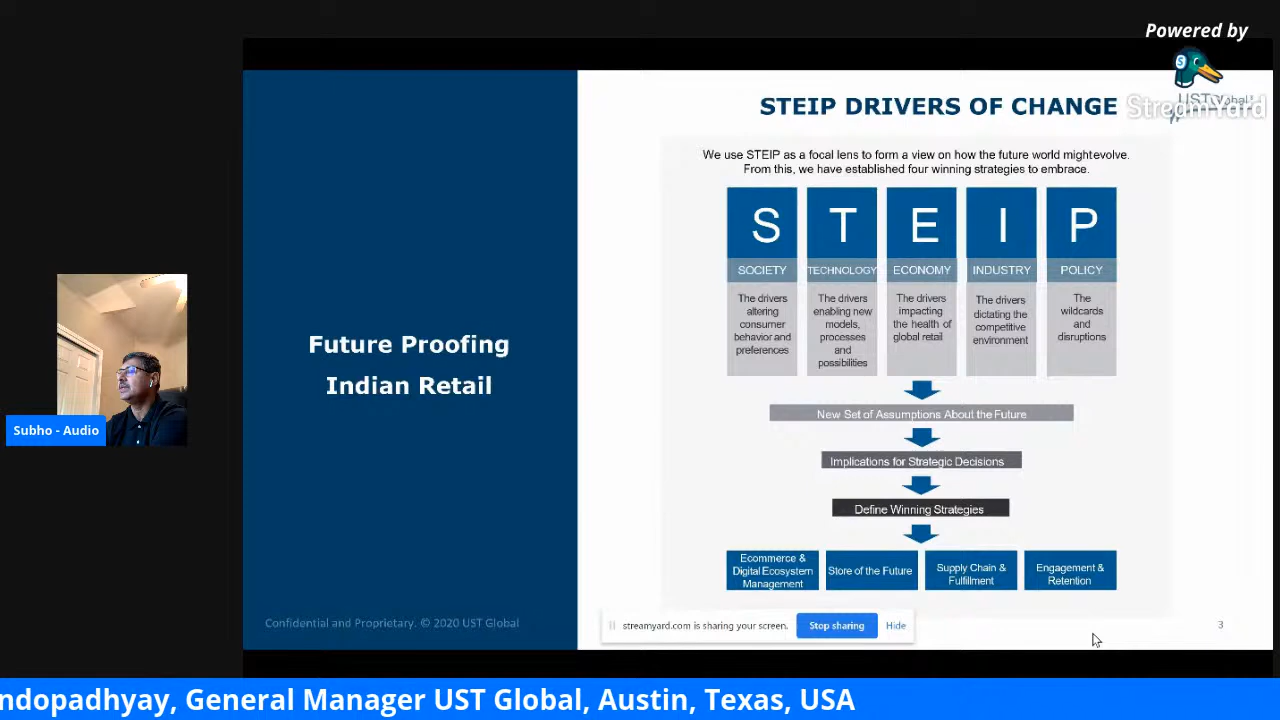 Powered by
StreamYard
UST Global
STEIP DRIVERS OF CHANGE
We use STEIP as a focal lens to form a view on how the future world mightevolve.
From this, we have established four winning strategies to embrace.
S T E I P
SOCIETY TECHNOLOGY ECONOMY INDUSTRY POLICY
The drivers
altering
consumer
behavior and
preferences
The drivers
enabling new
models,
processes
and
possibilities
The drivers
impacting
the health of
global retail
The drivers
dictating the
competitive
environment
The
wildcards
and
disruptions
New Set of Assumptions About the Future
Implications for Strategic Decisions
Define Winning Strategies
Ecommerce &
Digital Ecosystem
Management
Store of the Future
Supply Chain &
Fulfillment
Engagement &
Retention
Future Proofing
Indian Retail
Subho - Audio
Confidential and Proprietary. © 2020 UST Global
streamyard.com is sharing your screen. Stop sharing Hide
3
ndopadhyay, General Manager UST Global, Austin, Texas, USA